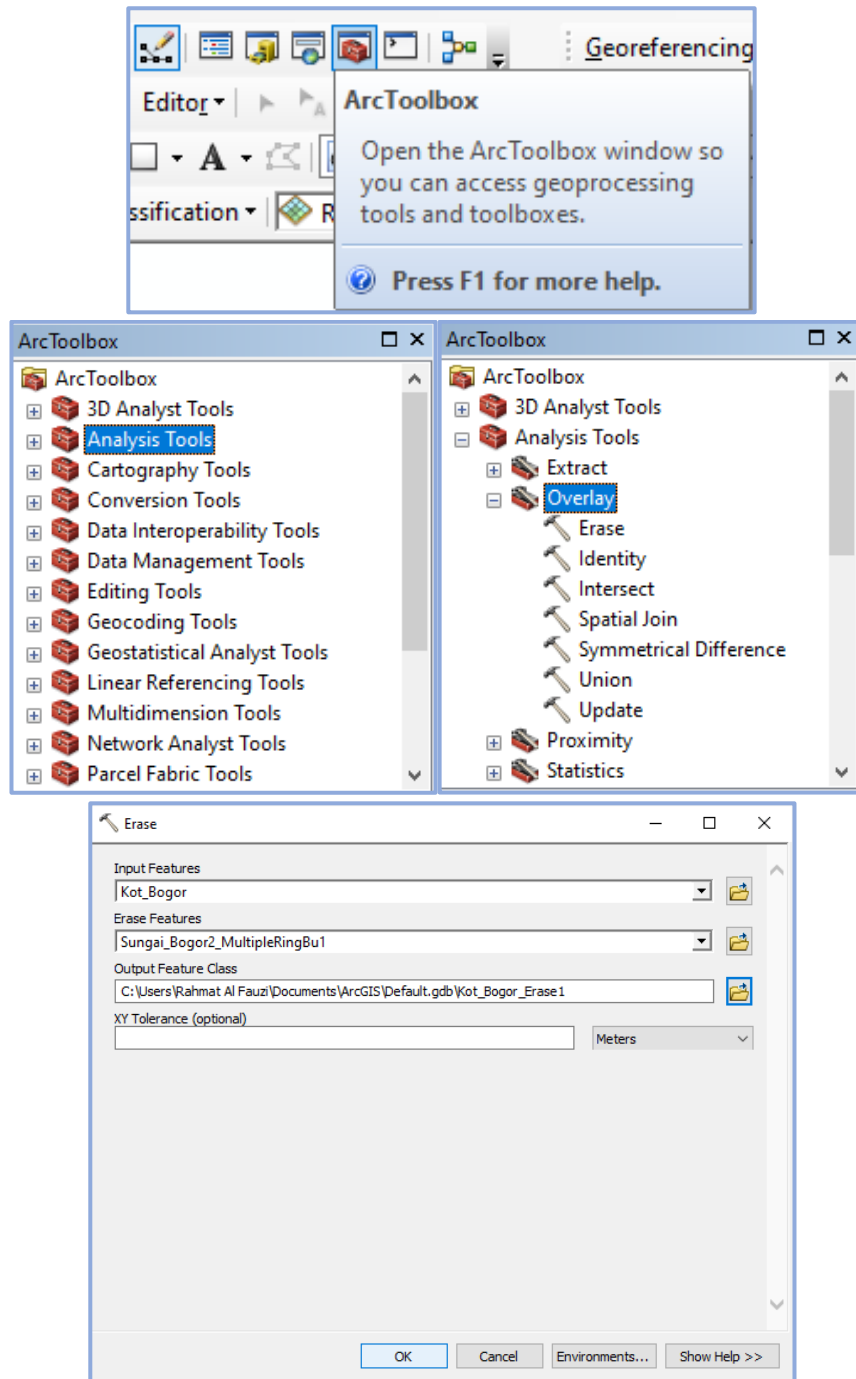 Georeferencing
Editor
ArcToolbox
Open the ArcToolbox window so
you can access geoprocessing
tools and toolboxes.
A
ssification
R
Press F1 for more help.
ArcToolbox
ArcToolbox
3D Analyst Tools
Analysis Tools
Cartography Tools
Conversion Tools
Data Interoperability Tools
Data Management Tools
Editing Tools
Geocoding Tools
Geostatistical Analyst Tools
Linear Referencing Tools
Multidimension Tools
Network Analyst Tools
Parcel Fabric Tools
ArcToolbox
ArcToolbox
3D Analyst Tools
Analysis Tools
Extract
Overlay
Erase
Identity
Intersect
Spatial Join
Symmetrical Difference
Union
Update
Proximity
Statistics
Erase
Input Features
Kot_Bogor
Erase Features
Sungai_Bogor2_MultipleRingBu1
Output Feature Class
C:\Users\Rahmat Al Fauzi\Documents\ArcGIS\Default.gdb\Kot_Bogor_Erase1
XY Tolerance (optional)
Meters
OK Cancel Environments... Show Help >>